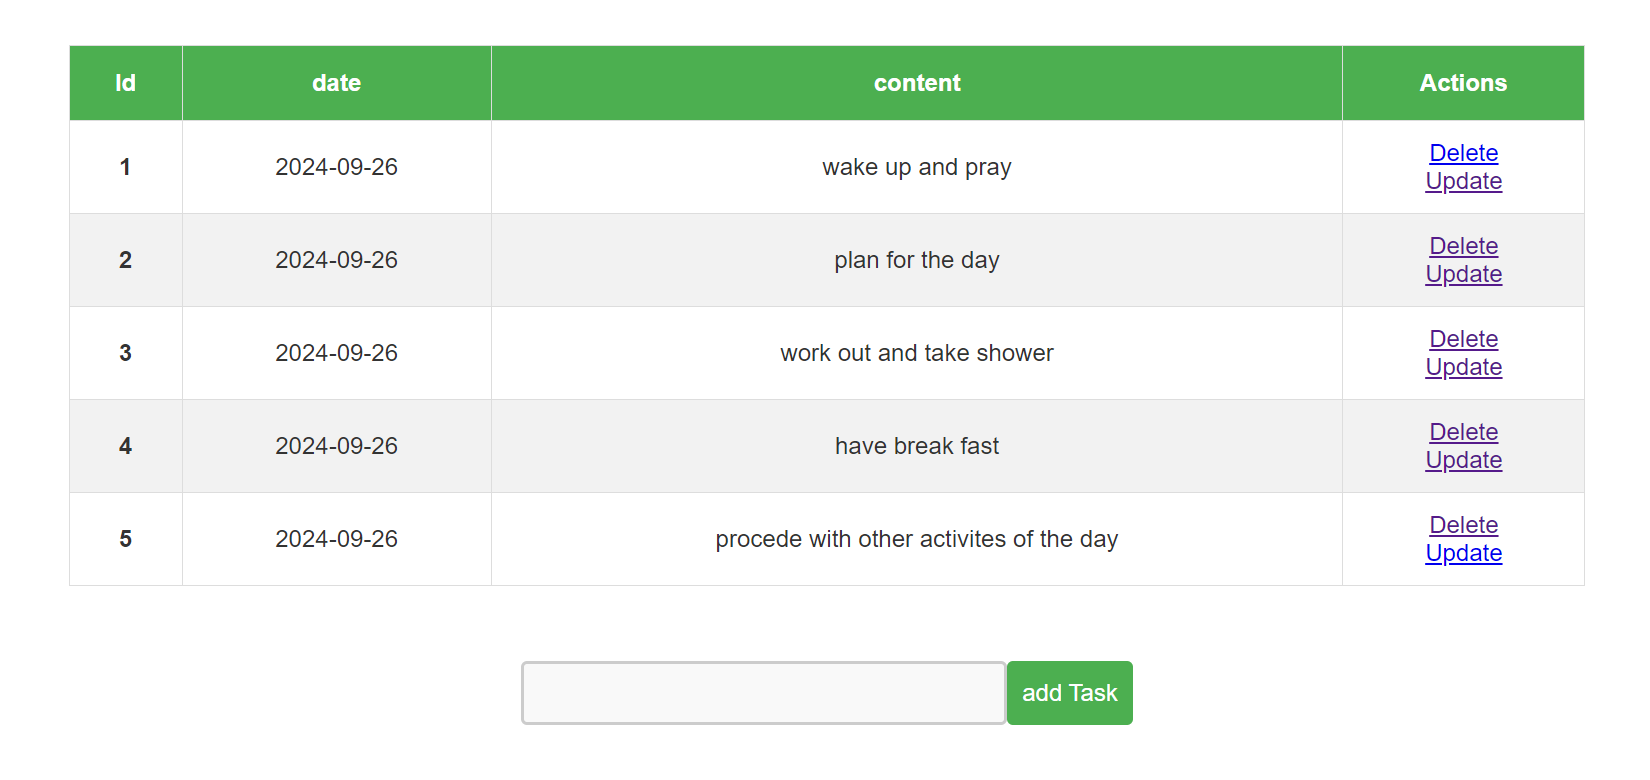 Id date content Actions
1 2024-09-26 wake up and pray Delete
Update
2 2024-09-26 plan for the day Delete
Update
3 2024-09-26 work out and take shower Delete
Update
4 2024-09-26 have break fast Delete
Update
5 2024-09-26 procede with other activites of the day Delete
Update
add Task